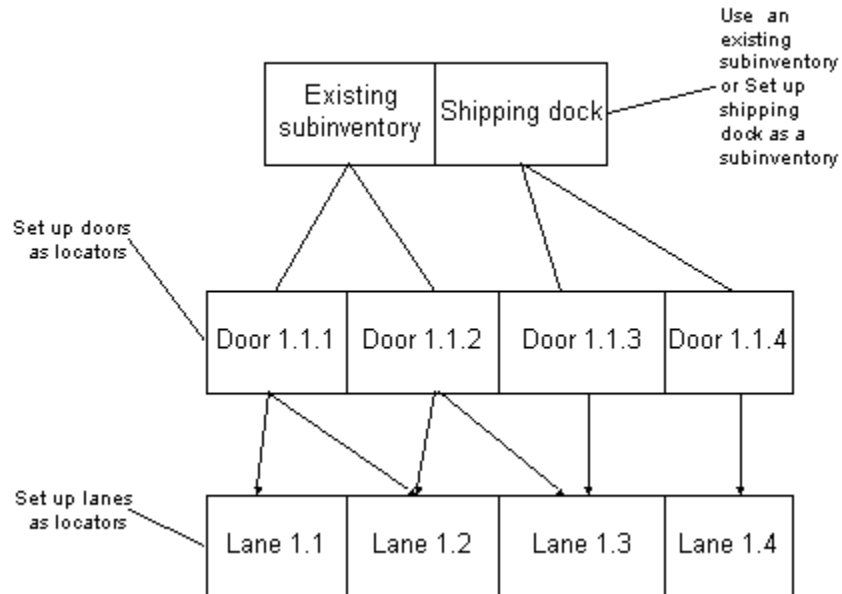 Use an
existing
subinventory
or Set up
shipping
dock as a
subinventory
Existing
subinventory
Shipping dock
Set up doors
as locators
Door 1.1.1
Door 1.1.2
Door 1.1.3
Door 1.1.4
Set up lanes
as locators
Lane 1.1
Lane 1.2
Lane 1.3
Lane 1.4